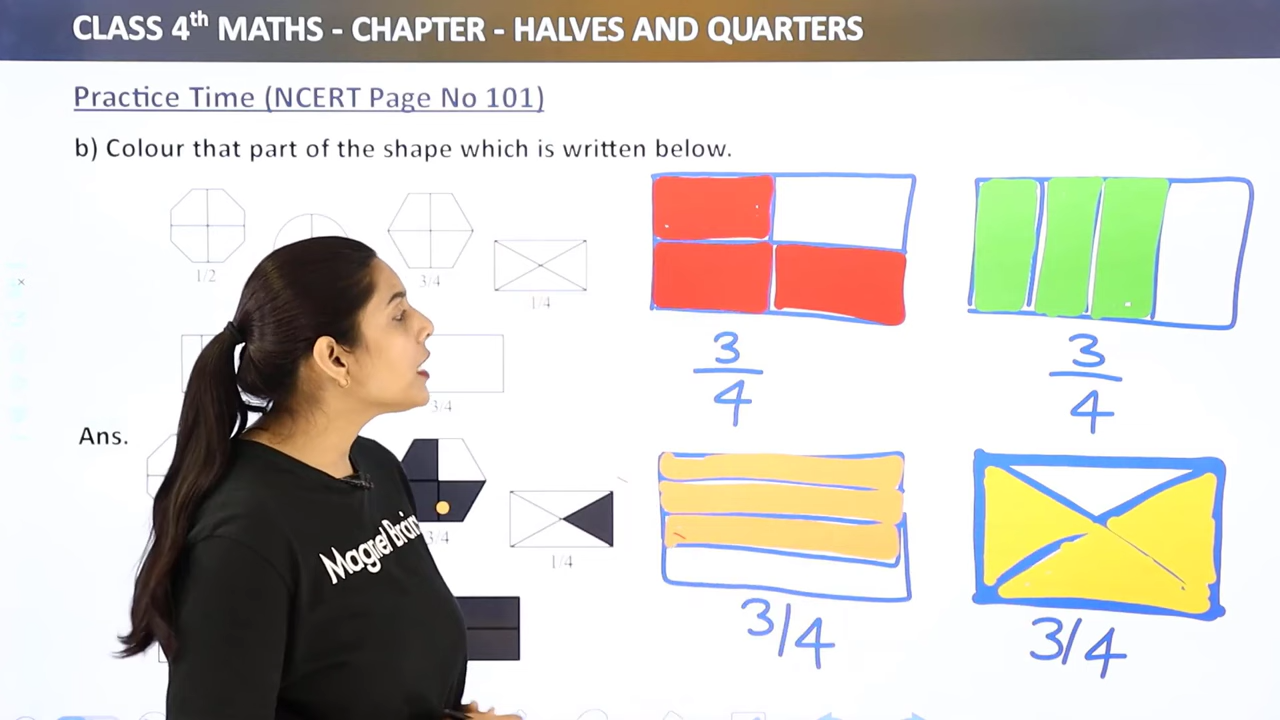 CLASS 4th MATHS - CHAPTER - HALVES AND QUARTERS
Practice Time (NCERT Page No 101)
b) Colour that part of the shape which is written below.
1/2
3/4
1/4
3/4
Ans.
3/4
1/4
3
4
3
4
3/4
3/4
Magnet Brains